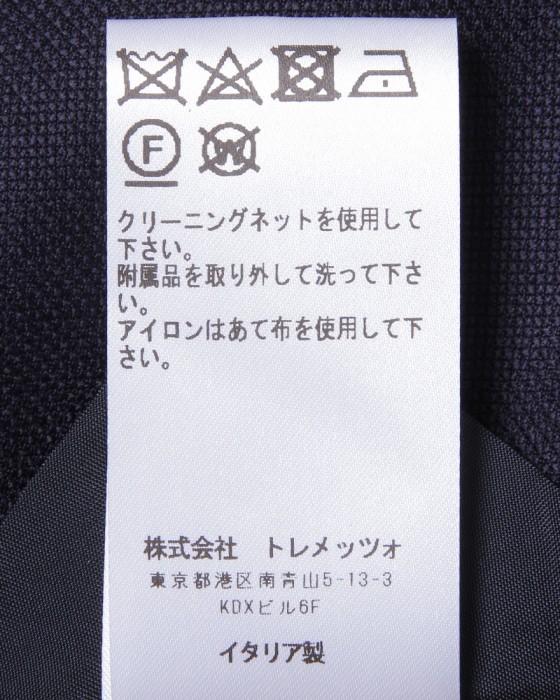 F
W
クリーニングネットを使用して
下さい。
附属品を取り外して洗って下さ
い。
アイロンはあて布を使用して下
さい。
株式会社 トレメッツォ
東京都港区南青山5-13-3
KDXビル6F
イタリア製